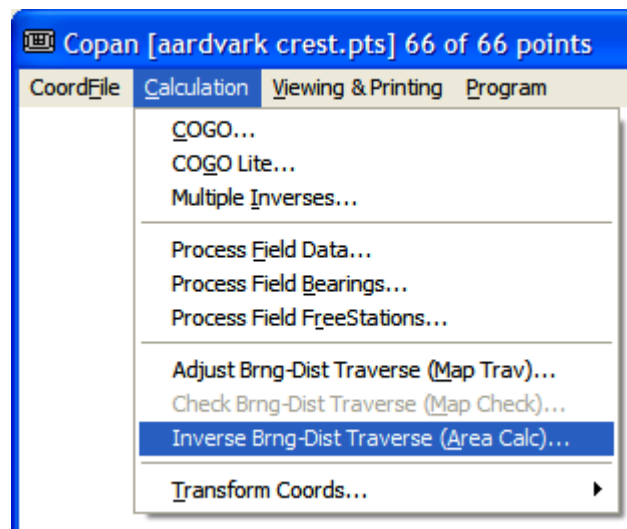 Copan [aardvark crest.pts] 66 of 66 points
CoordFile Calculation Viewing & Printing Program
COGO...
COGO Lite...
Multiple Inverses...
Process Field Data...
Process Field Bearings...
Process Field FreeStations...
Adjust Brng-Dist Traverse (Map Trav)...
Check Brng-Dist Traverse (Map Check)...
Inverse Brng-Dist Traverse (Area Calc)...
Transform Coords...